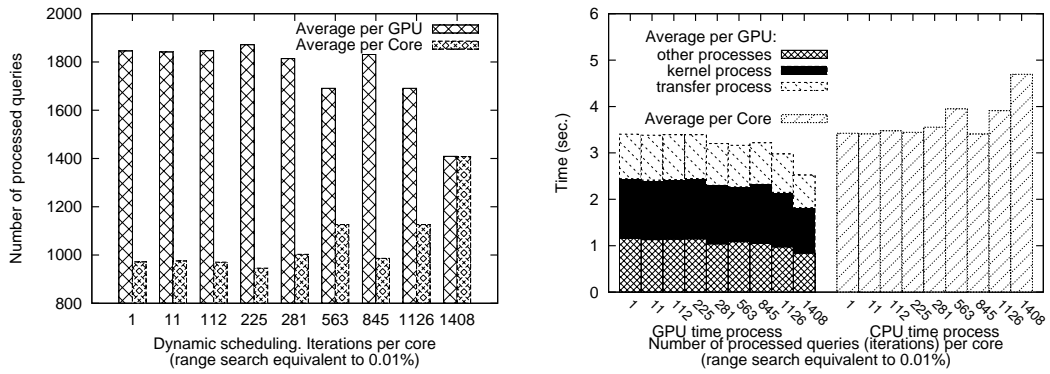 2000
1800
1600
1400
1200
1000
800
Number of processed queries
Average per GPU
Average per Core
1 11 112 225 281 563 845 1126 1408
Dynamic scheduling. Iterations per core
(range search equivalent to 0.01%)
6
5
4
3
2
1
0
Time (sec.)
Average per GPU:
other processes
kernel process
transfer process
Average per Core
1 11 112 225 281 563 845 1126 1408 1 11 112 225 281 563 845 1126 1408
GPU time process CPU time process
Number of processed queries (iterations) per core
(range search equivalent to 0.01%)